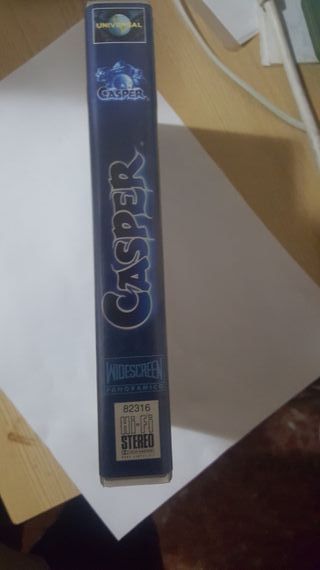 UNIVERSAL
CASPER
CASPER
WIDESCREEN
PANORAMICO
82316
Hi-Fi
STEREO